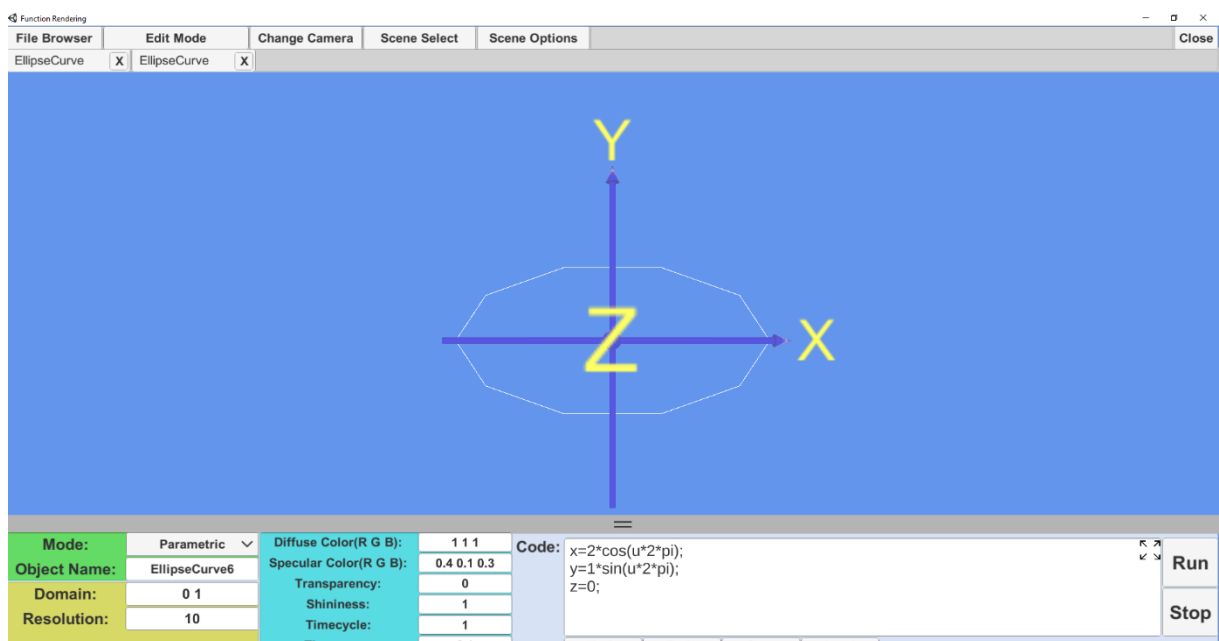 Function Rendering
File Browser Edit Mode Change Camera Scene Select Scene Options Close
EllipseCurve X EllipseCurve X
Y
Z X
Mode: Parametric
Object Name: EllipseCurve6
Domain: 0 1
Resolution: 10
Diffuse Color(R G B): 1 1 1
Specular Color(R G B): 0.4 0.1 0.3
Transparency: 0
Shininess: 1
Timecycle: 1
Code:
x=2*cos(u*2*pi);
y=1*sin(u*2*pi);
z=0;
Run
Stop